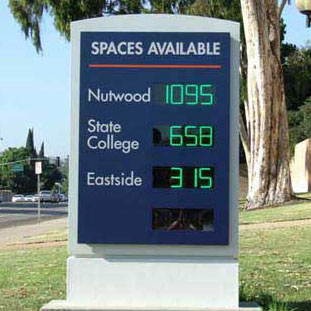 SPACES AVAILABLE
Nutwood 1095
State
College 658
Eastside 315